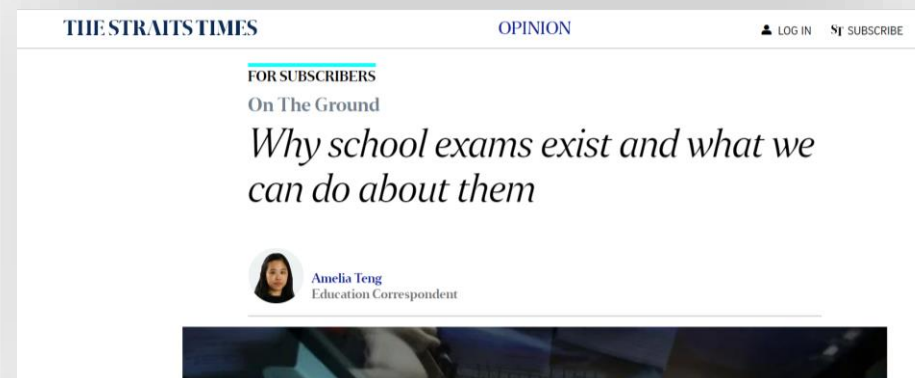 THE STRAITS TIMES
OPINION
LOG IN
ST SUBSCRIBE
FOR SUBSCRIBERS
On The Ground
Why school exams exist and what we
can do about them
Amelia Teng
Education Correspondent